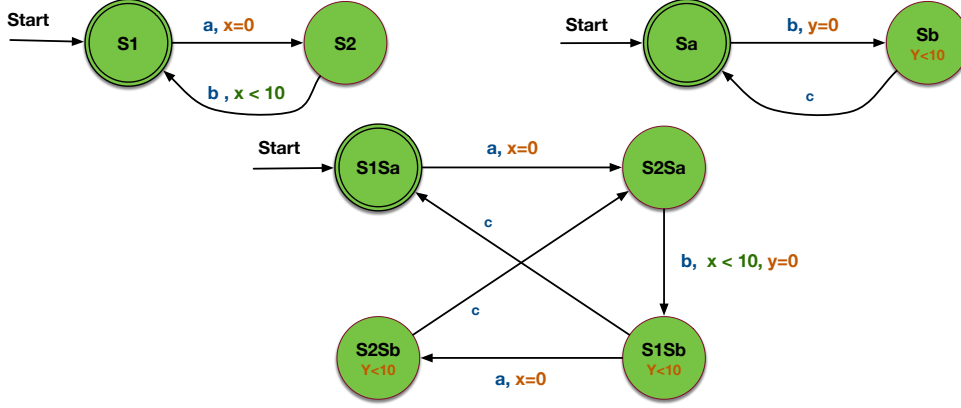 Start
S1
a, x=0
S2
b , x < 10
Start
Sa
b, y=0
Sb
Y<10
c
Start
S1Sa
a, x=0
S2Sa
c
b, x < 10, y=0
c
S2Sb
Y<10
a, x=0
S1Sb
Y<10